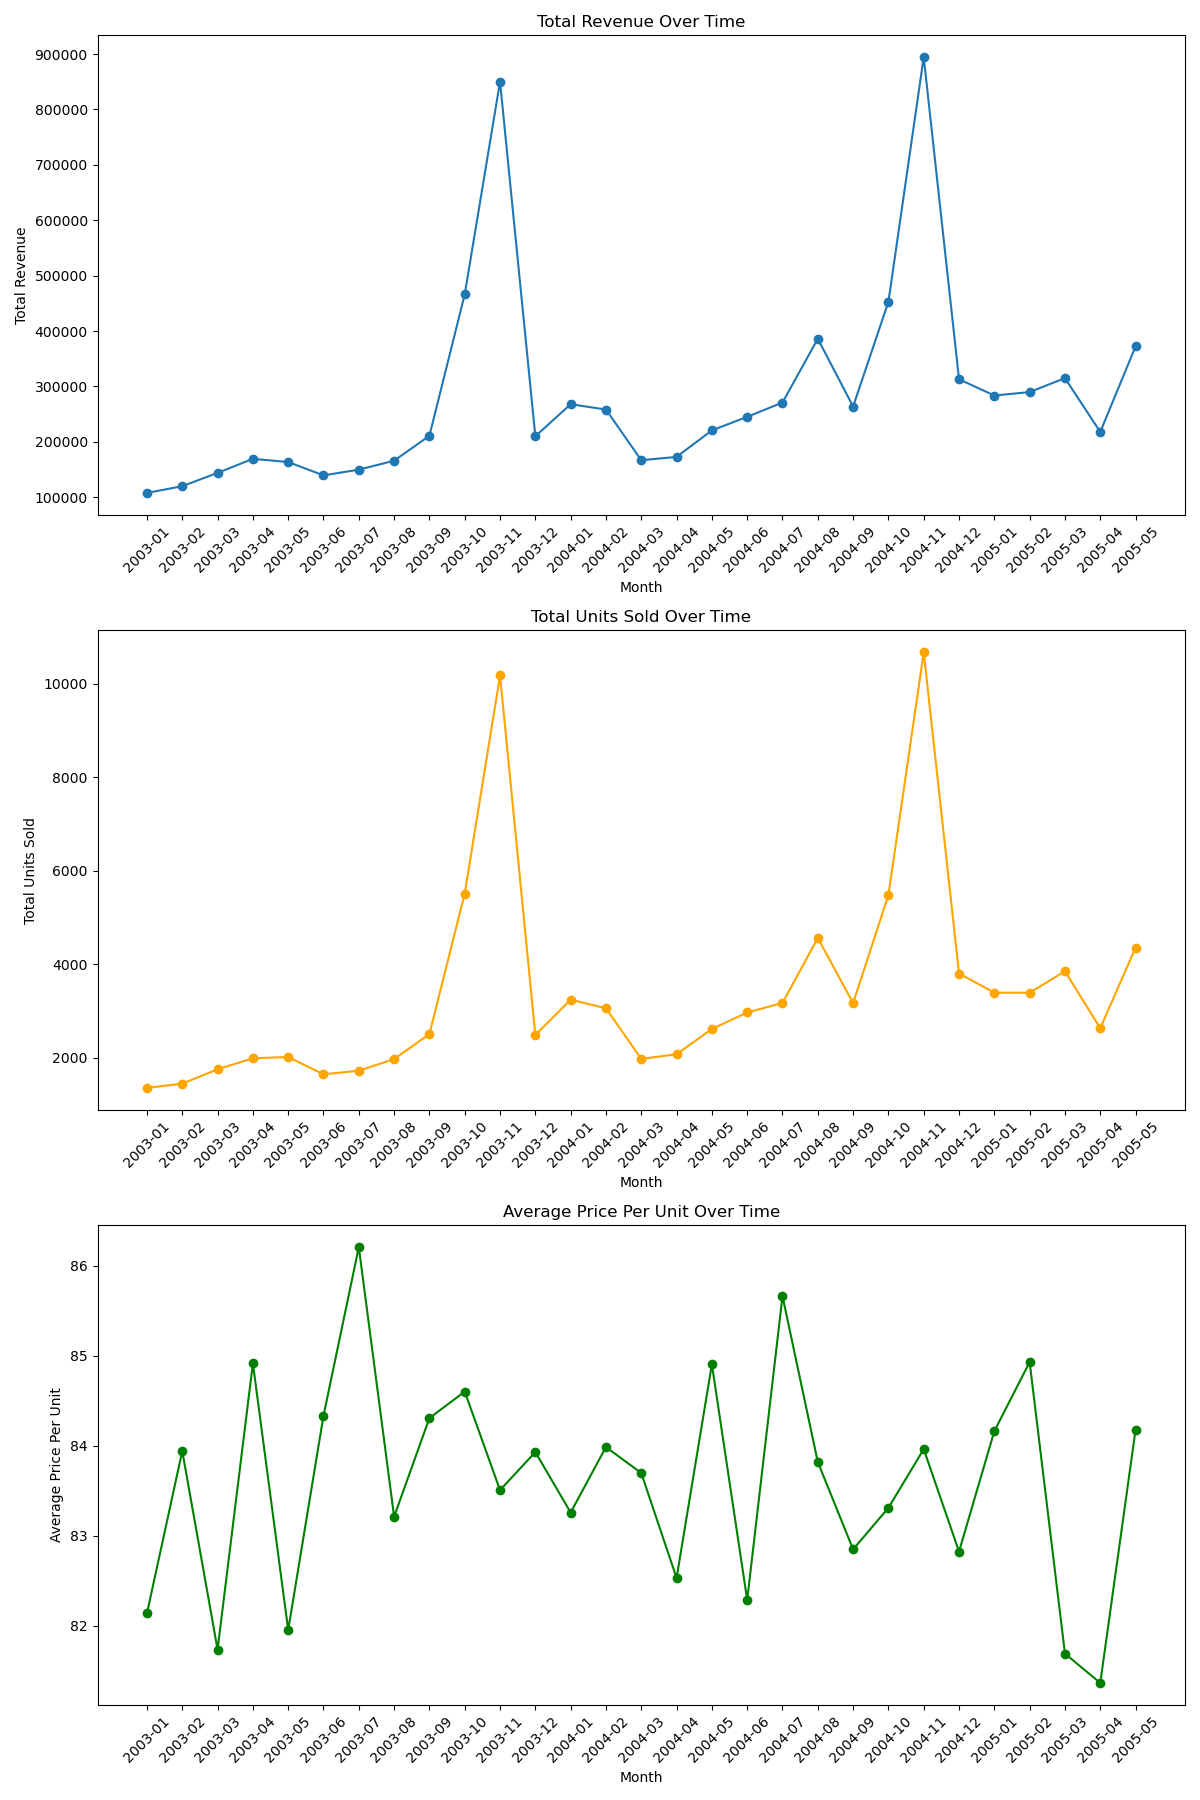 Total Revenue Over Time
900000
800000
700000
600000
500000
400000
300000
200000
100000
Total Revenue
2003-01 2003-02 2003-03 2003-04 2003-05 2003-06 2003-07 2003-08 2003-09 2003-10 2003-11 2003-12 2004-01 2004-02 2004-03 2004-04 2004-05 2004-06 2004-07 2004-08 2004-09 2004-10 2004-11 2004-12 2005-01 2005-02 2005-03 2005-04 2005-05
Month
Total Units Sold Over Time
10000
8000
6000
4000
2000
Total Units Sold
2003-01 2003-02 2003-03 2003-04 2003-05 2003-06 2003-07 2003-08 2003-09 2003-10 2003-11 2003-12 2004-01 2004-02 2004-03 2004-04 2004-05 2004-06 2004-07 2004-08 2004-09 2004-10 2004-11 2004-12 2005-01 2005-02 2005-03 2005-04 2005-05
Month
Average Price Per Unit Over Time
86
85
84
83
82
Average Price Per Unit
2003-01 2003-02 2003-03 2003-04 2003-05 2003-06 2003-07 2003-08 2003-09 2003-10 2003-11 2003-12 2004-01 2004-02 2004-03 2004-04 2004-05 2004-06 2004-07 2004-08 2004-09 2004-10 2004-11 2004-12 2005-01 2005-02 2005-03 2005-04 2005-05
Month